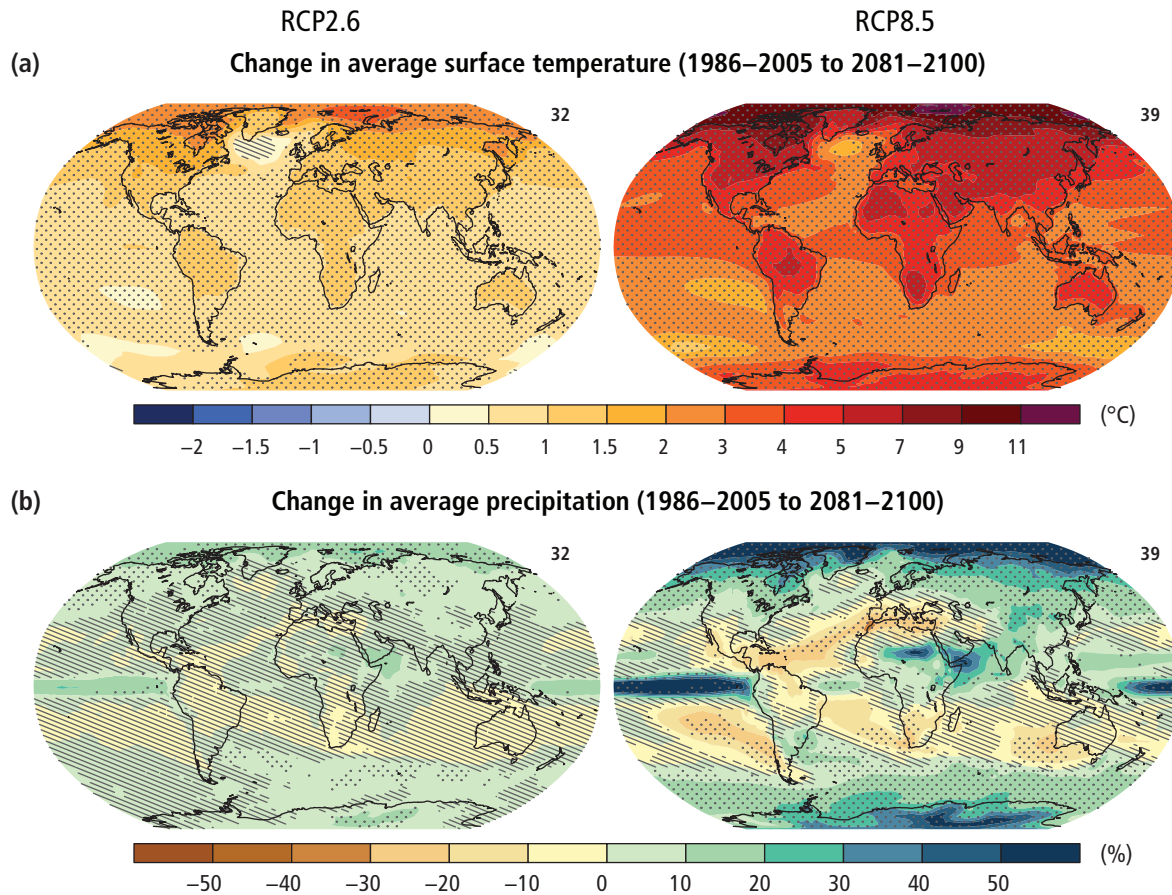 RCP2.6 RCP8.5
(a) Change in average surface temperature (1986–2005 to 2081–2100)
32 39
(°C)
−2 −1.5 −1 −0.5 0 0.5 1 1.5 2 3 4 5 7 9 11
(b) Change in average precipitation (1986–2005 to 2081–2100)
32 39
(%)
−50 −40 −30 −20 −10 0 10 20 30 40 50